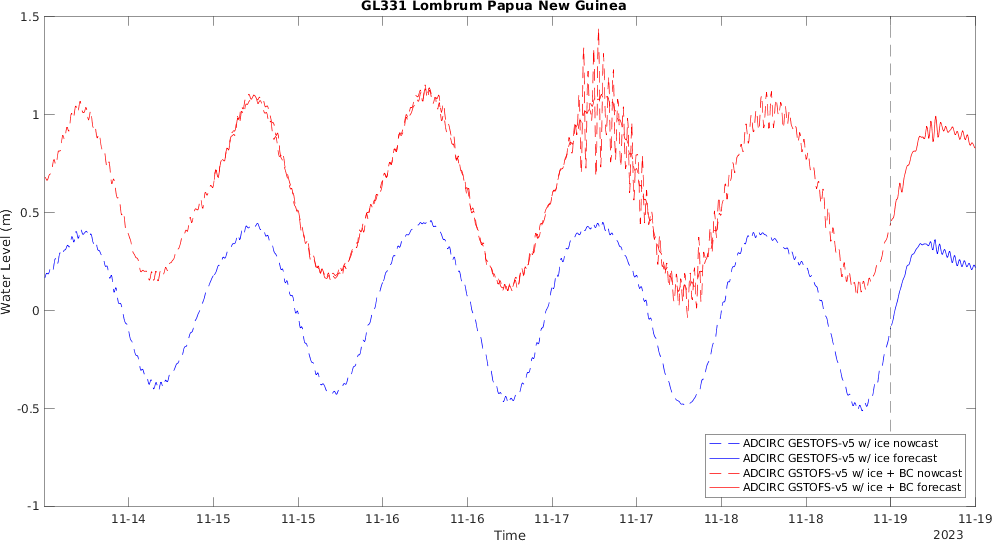 GL331 Lombrum Papua New Guinea
1.5
1
0.5
0
-0.5
-1
Water Level (m)
ADCIRC GESTOFS-v5 w/ ice nowcast
ADCIRC GESTOFS-v5 w/ ice forecast
ADCIRC GSTOFS-v5 w/ ice + BC nowcast
ADCIRC GSTOFS-v5 w/ ice + BC forecast
11-14 11-15 11-15 11-16 11-16 11-17 11-17 11-18 11-18 11-19 11-19
Time
2023